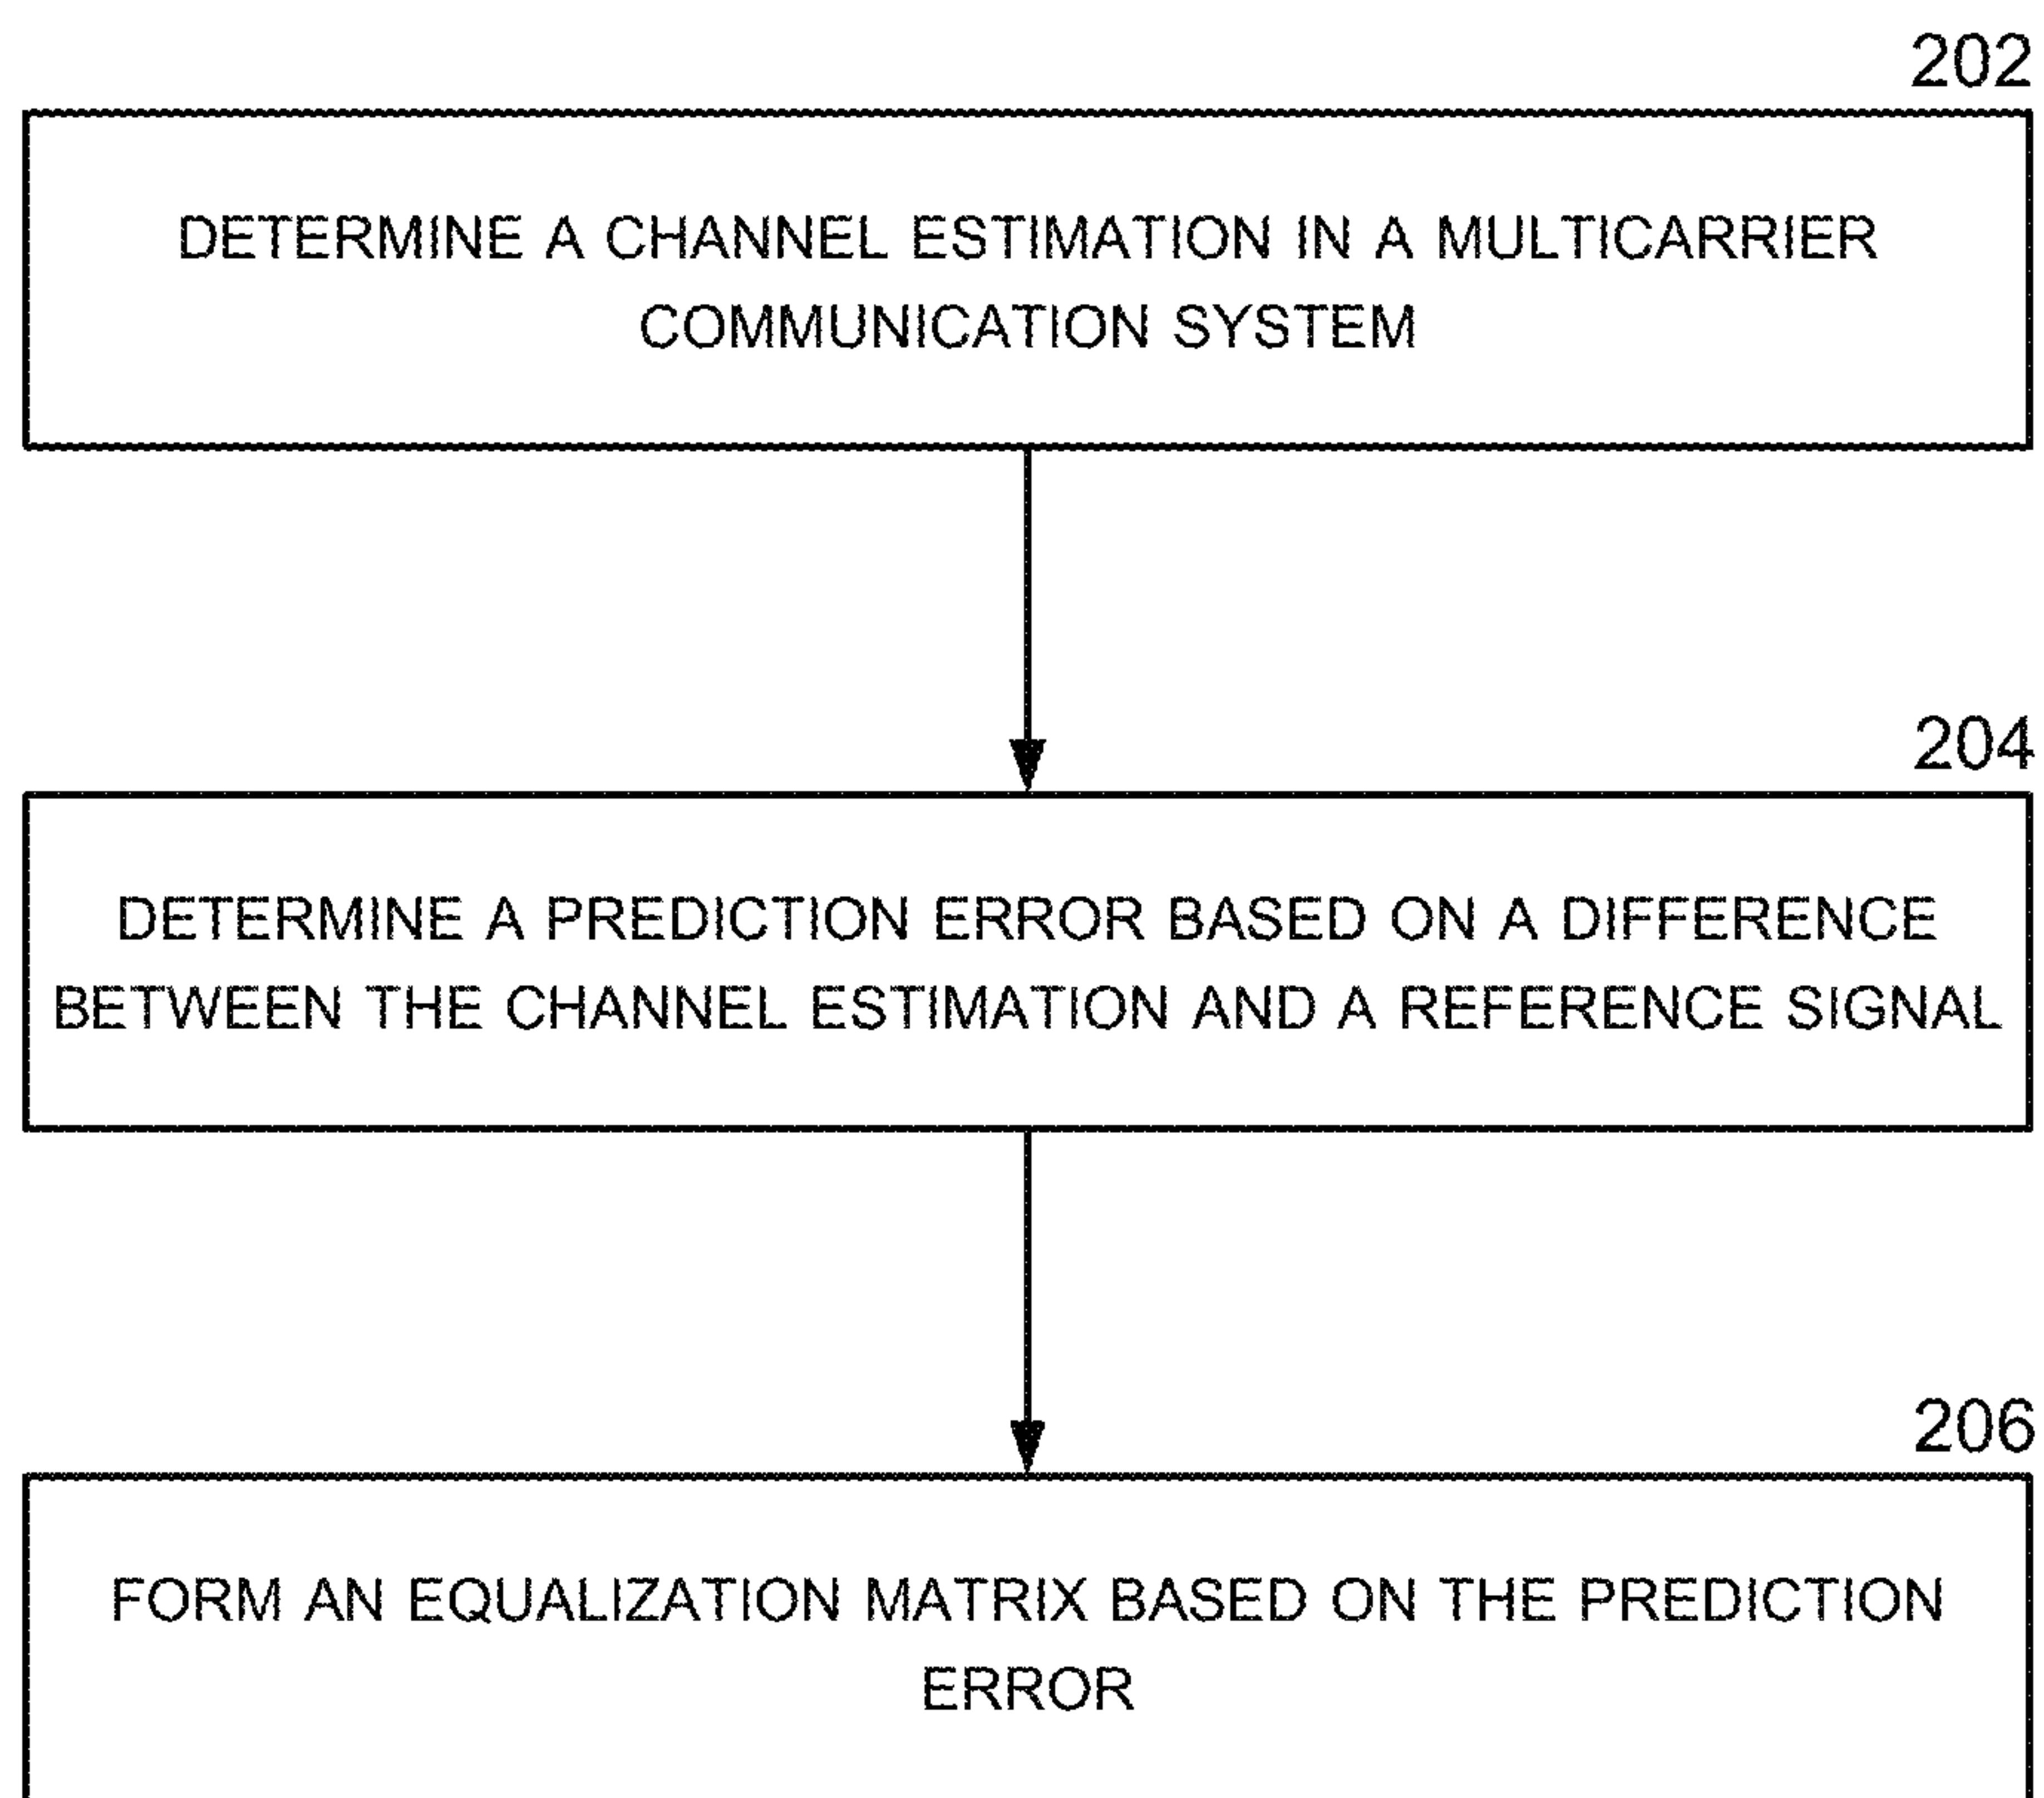 202
DETERMINE A CHANNEL ESTIMATION IN A MULTICARRIER
COMMUNICATION SYSTEM
204
DETERMINE A PREDICTION ERROR BASED ON A DIFFERENCE
BETWEEN THE CHANNEL ESTIMATION AND A REFERENCE SIGNAL
206
FORM AN EQUALIZATION MATRIX BASED ON THE PREDICTION
ERROR